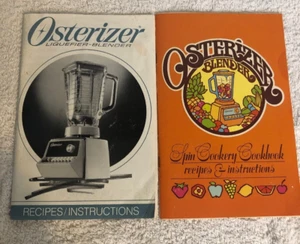 Osterizer
LIQUEFIER-BLENDER
RECIPES/INSTRUCTIONS
OSTERIZER
BLENDER
Spin Cookery Cookbook
recipes & instructions